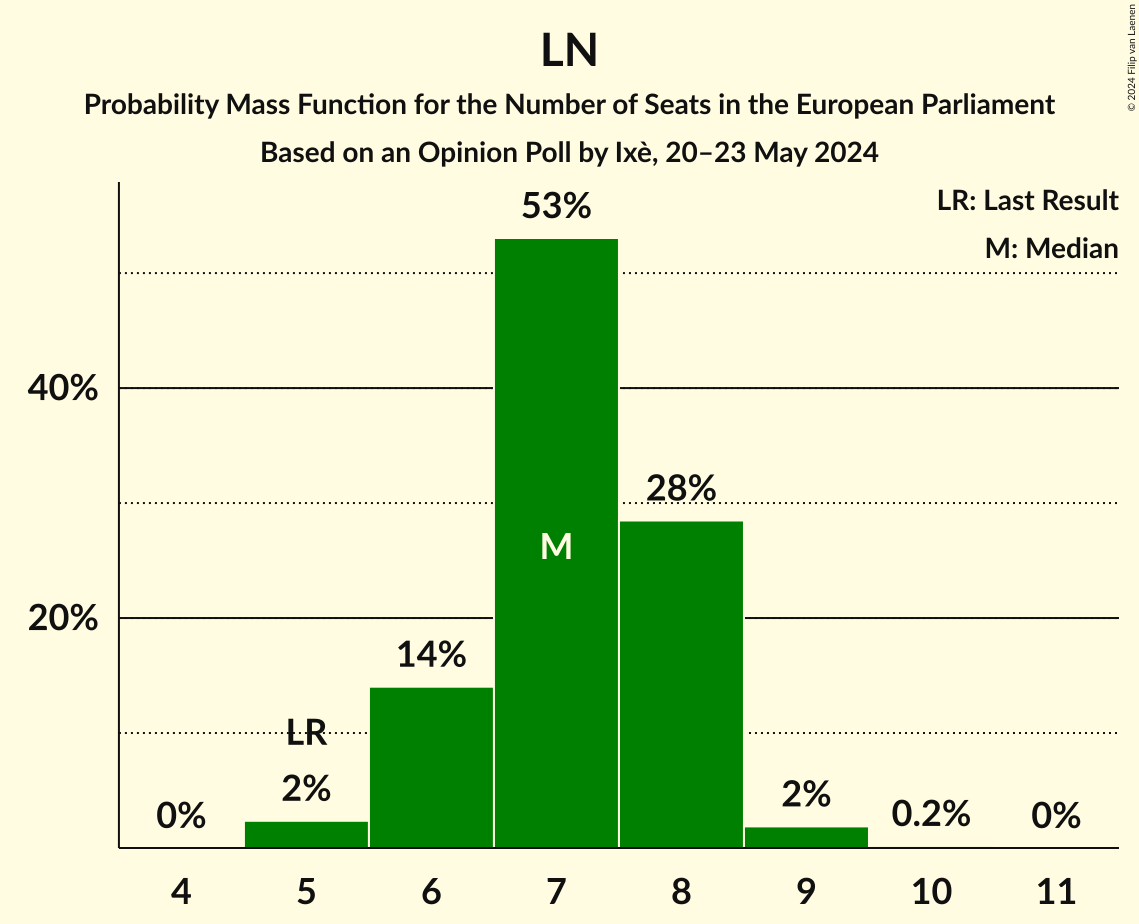 LN
Probability Mass Function for the Number of Seats in the European Parliament
Based on an Opinion Poll by Ixè, 20–23 May 2024
© 2024 Filip van Laenen
LR: Last Result
M: Median
53%
40%
28%
M
20%
14%
LR
2%
2%
0%
0.2%
0%
4 5 6 7 8 9 10 11